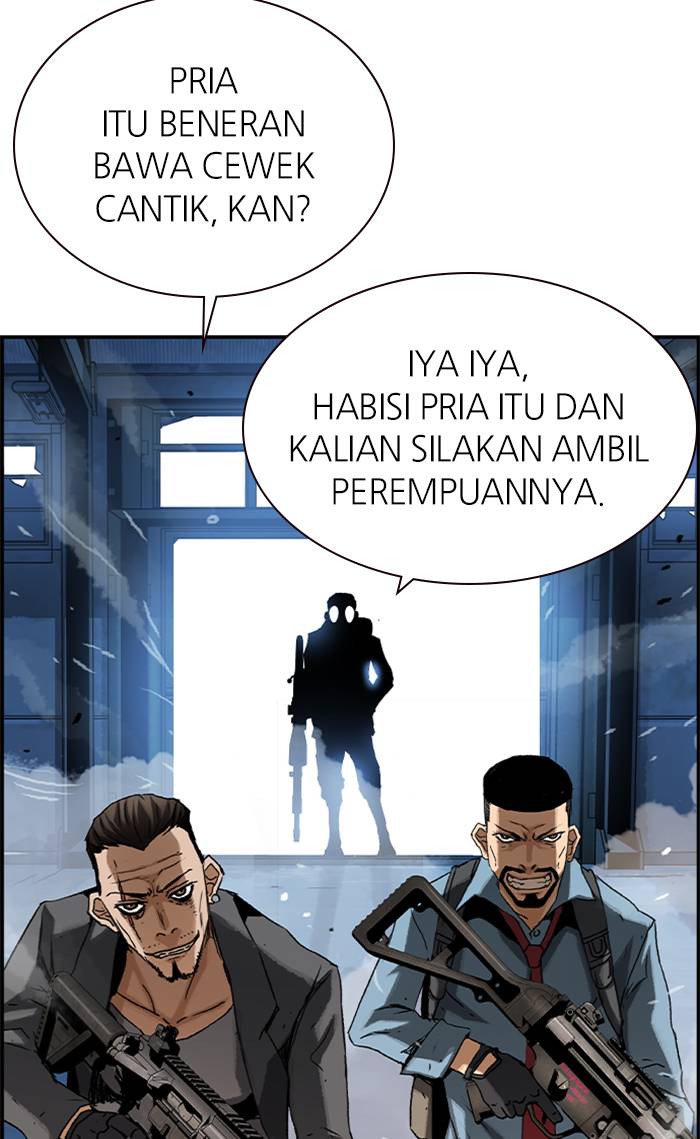 PRIA
ITU BENERAN
BAWA CEWEK
CANTIK, KAN?
IYA IYA,
HABISI PRIA ITU DAN
KALIAN SILAKAN AMBIL
PEREMPUANNYA.